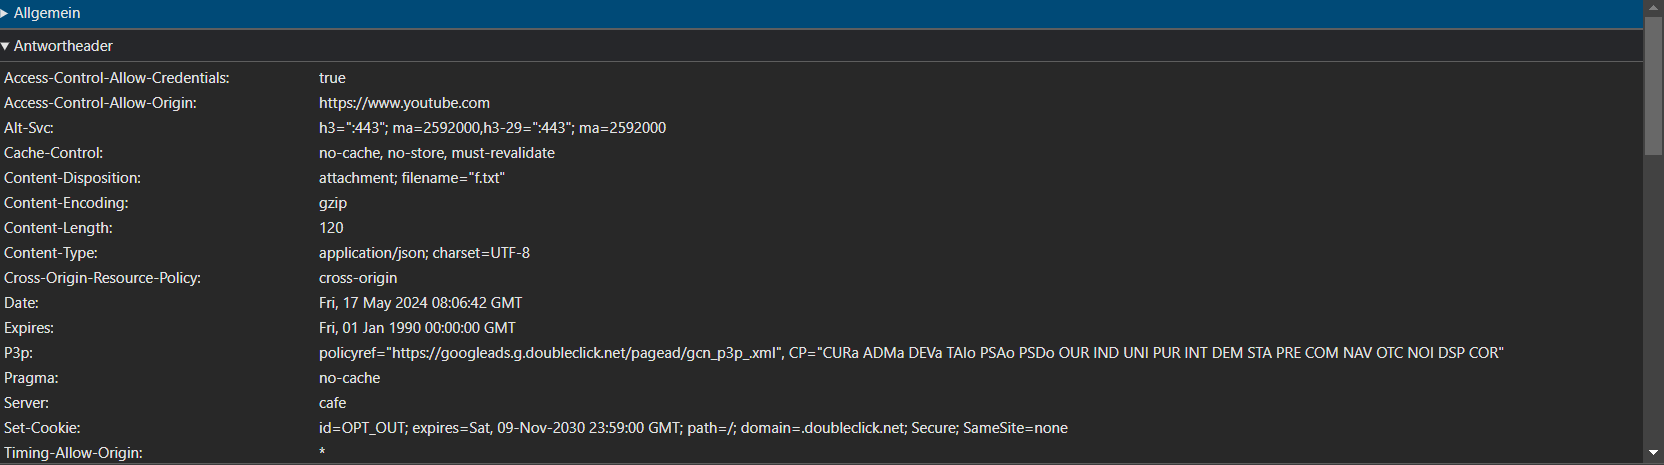 Allgemein
Antwortheader
Access-Control-Allow-Credentials: true
Access-Control-Allow-Origin: https://www.youtube.com
Alt-Svc: h3=":443"; ma=2592000,h3-29=":443"; ma=2592000
Cache-Control: no-cache, no-store, must-revalidate
Content-Disposition: attachment; filename="f.txt"
Content-Encoding: gzip
Content-Length: 120
Content-Type: application/json; charset=UTF-8
Cross-Origin-Resource-Policy: cross-origin
Date: Fri, 17 May 2024 08:06:42 GMT
Expires: Fri, 01 Jan 1990 00:00:00 GMT
P3p: policyref="https://googleads.g.doubleclick.net/pagead/gcn_p3p_.xml", CP="CURa ADMa DEVa TAIo PSAo PSDo OUR IND UNI PUR INT DEM STA PRE COM NAV OTC NOI DSP COR"
Pragma: no-cache
Server: cafe
Set-Cookie: id=OPT_OUT; expires=Sat, 09-Nov-2030 23:59:00 GMT; path=/; domain=.doubleclick.net; Secure; SameSite=none
Timing-Allow-Origin: *